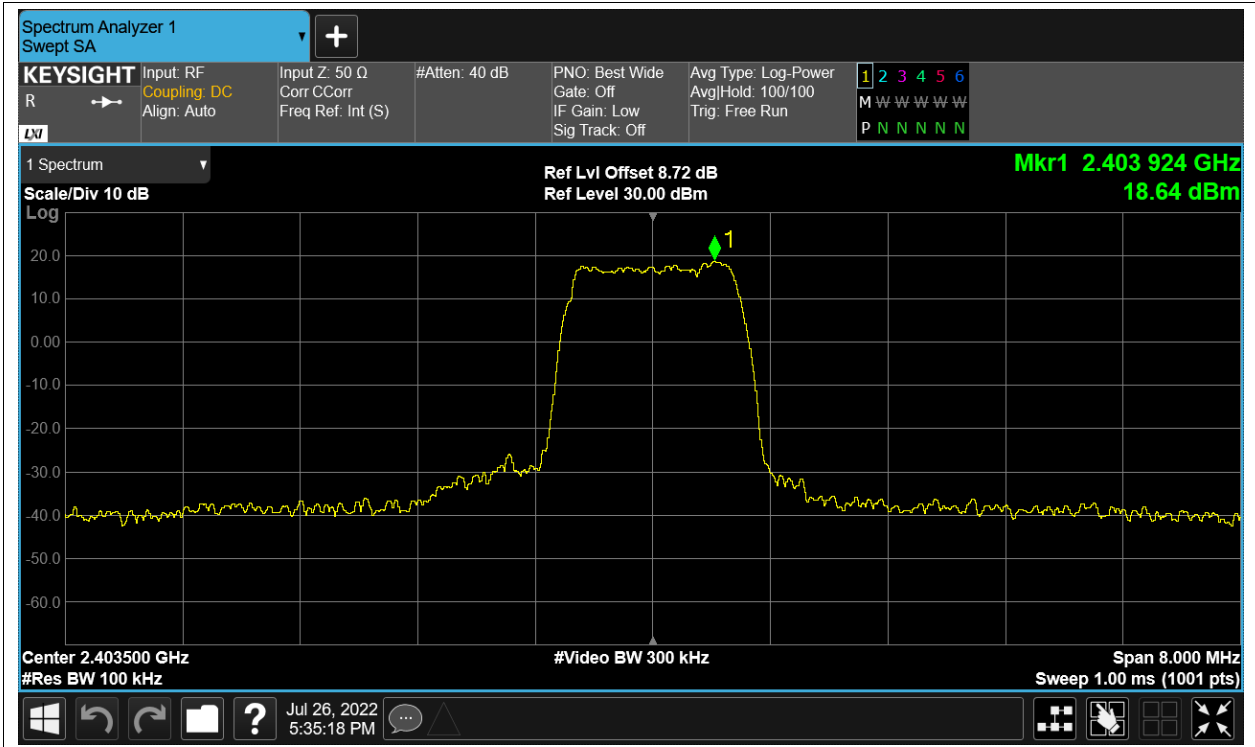 Spectrum Analyzer 1
Swept SA
+
KEYSIGHT
R
LXI
Input: RF
Coupling: DC
Align: Auto
Input Z: 50 Ω
Corr CCorr
Freq Ref: Int (S)
#Atten: 40 dB
PNO: Best Wide
Gate: Off
IF Gain: Low
Sig Track: Off
Avg Type: Log-Power
Avg|Hold: 100/100
Trig: Free Run
1 2 3 4 5 6
M W W W W W
P N N N N N
1 Spectrum
Scale/Div 10 dB
Log
Ref Lvl Offset 8.72 dB
Ref Level 30.00 dBm
Mkr1 2.403 924 GHz
18.64 dBm
1
20.0
10.0
0.00
-10.0
-20.0
-30.0
-40.0
-50.0
-60.0
Center 2.403500 GHz
#Video BW 300 kHz
Span 8.000 MHz
#Res BW 100 kHz
Sweep 1.00 ms (1001 pts)
?
Jul 26, 2022
5:35:18 PM